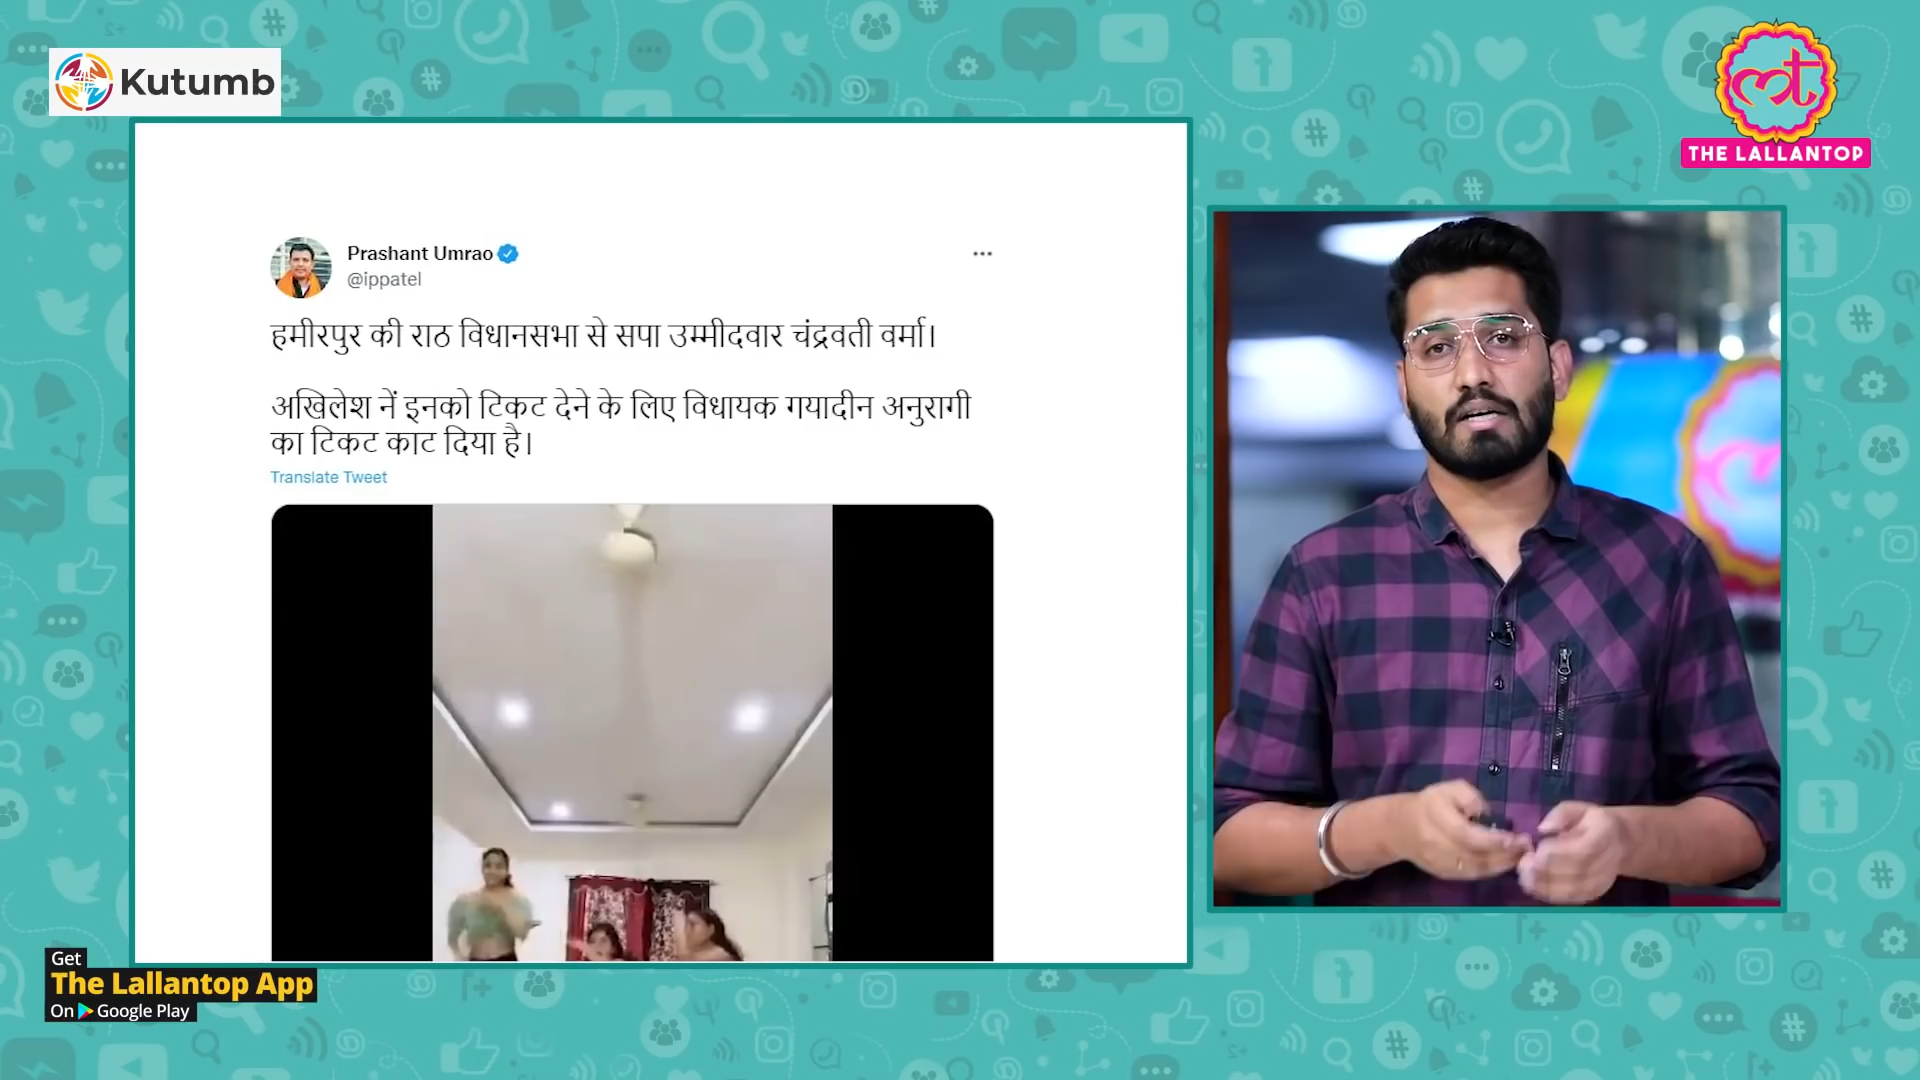 Kutumb
THE LALLANTOP
Prashant Umrao
@ippatel
हमीरपुर की राठ विधानसभा से सपा उम्मीदवार चंद्रवती वर्मा।
अखिलेश नें इनको टिकट देने के लिए विधायक गयादीन अनुरागी
का टिकट काट दिया है।
Translate Tweet
Get
The Lallantop App
On Google Play